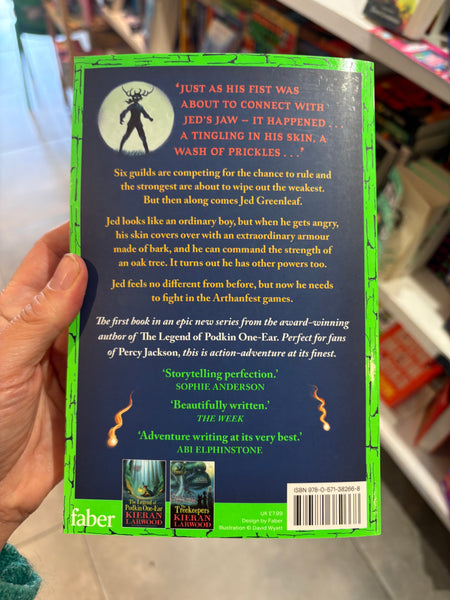 ‘JUST AS HIS FIST WAS
ABOUT TO CONNECT WITH
JED’S JAW – IT HAPPENED ...
A TINGLING IN HIS SKIN, A
WASH OF PRICKLES ...’
Six guilds are competing for the chance to rule and
the strongest are about to wipe out the weakest.
But then along comes Jed Greenleaf.
Jed looks like an ordinary boy, but when he gets angry,
his skin covers over with an extraordinary armour
made of bark, and he can command the strength of
an oak tree. It turns out he has other powers too.
Jed feels no different from before, but now he needs
to fight in the Arthanfest games.
The first book in an epic new series from the award-winning
author of The Legend of Podkin One-Ear. Perfect for fans
of Percy Jackson, this is action-adventure at its finest.
‘Storytelling perfection.’
SOPHIE ANDERSON
‘Beautifully written.’
THE WEEK
‘Adventure writing at its very best.’
ABI ELPHINSTONE
The Legend of
Podkin One-Ear
KIERAN
LARWOOD
Treekeepers
KIERAN
LARWOOD
faber
ISBN 978-0-571-38266-8
UK £7.99
Design by Faber
Illustration © David Wyatt